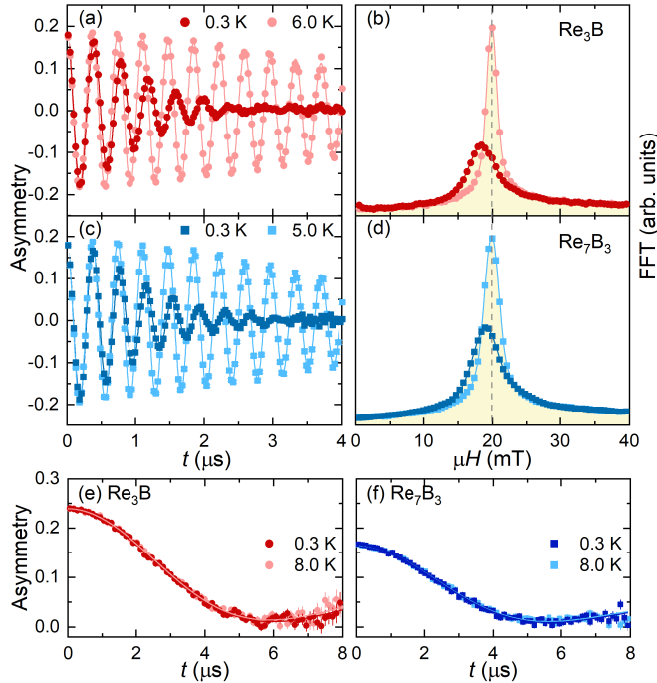 (a) 0.3 K 6.0 K
(b) Re₃B
0.2
0.1
0.0
-0.1
-0.2
(c) 0.3 K 5.0 K
(d) Re₇B₃
0.2
0.1
0.0
-0.1
-0.2
Asymmetry
FFT (arb. units)
0 1 2 3 4
0 10 20 30 40
t (μs)
μH (mT)
(e) Re₃B
(f) Re₇B₃
0.3 K
8.0 K
0.3 K
8.0 K
0.3
0.2
0.1
0.0
Asymmetry
0 2 4 6 8
0 2 4 6 8
t (μs)
t (μs)